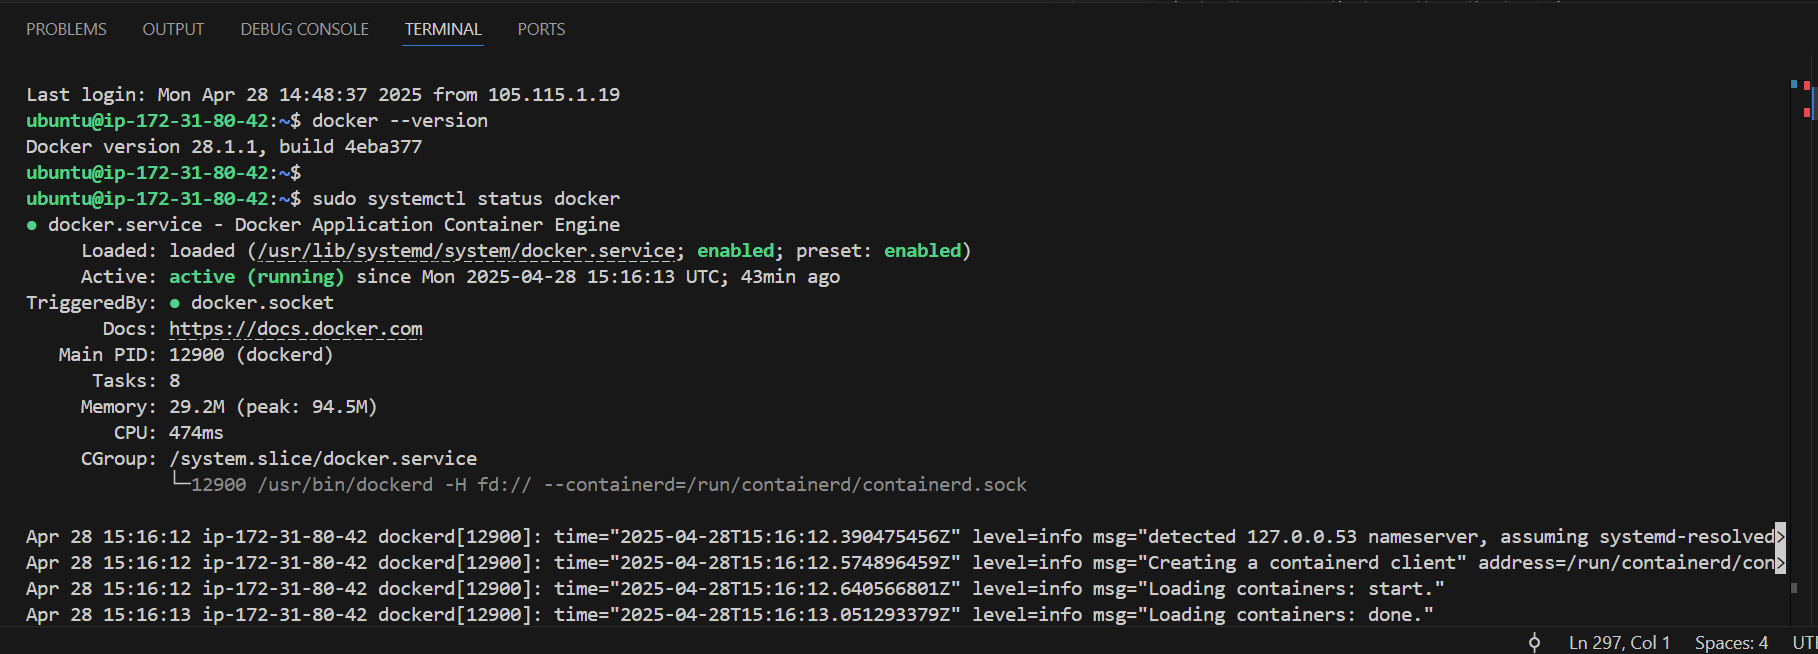 PROBLEMS OUTPUT DEBUG CONSOLE TERMINAL PORTS
Last login: Mon Apr 28 14:48:37 2025 from 105.115.1.19
ubuntu@ip-172-31-80-42:~$ docker --version
Docker version 28.1.1, build 4eba377
ubuntu@ip-172-31-80-42:~$
ubuntu@ip-172-31-80-42:~$ sudo systemctl status docker
● docker.service - Docker Application Container Engine
     Loaded: loaded (/usr/lib/systemd/system/docker.service; enabled; preset: enabled)
     Active: active (running) since Mon 2025-04-28 15:16:13 UTC; 43min ago
TriggeredBy: ● docker.socket
       Docs: https://docs.docker.com
   Main PID: 12900 (dockerd)
      Tasks: 8
     Memory: 29.2M (peak: 94.5M)
        CPU: 474ms
     CGroup: /system.slice/docker.service
             └─12900 /usr/bin/dockerd -H fd:// --containerd=/run/containerd/containerd.sock
Apr 28 15:16:12 ip-172-31-80-42 dockerd[12900]: time="2025-04-28T15:16:12.390475456Z" level=info msg="detected 127.0.0.53 nameserver, assuming systemd-resolved>
Apr 28 15:16:12 ip-172-31-80-42 dockerd[12900]: time="2025-04-28T15:16:12.574896459Z" level=info msg="Creating a containerd client" address=/run/containerd/con>
Apr 28 15:16:12 ip-172-31-80-42 dockerd[12900]: time="2025-04-28T15:16:12.640566801Z" level=info msg="Loading containers: start."
Apr 28 15:16:13 ip-172-31-80-42 dockerd[12900]: time="2025-04-28T15:16:13.051293379Z" level=info msg="Loading containers: done."
Ln 297, Col 1 Spaces: 4